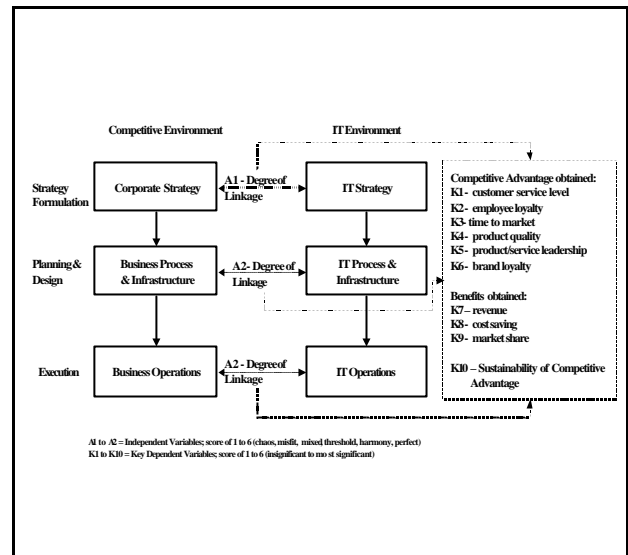 Competitive Environment
IT Environment
Strategy
Formulation
Corporate Strategy
A1 - Degree of
Linkage
IT Strategy
Planning &
Design
Business Process
& Infrastructure
A2 - Degree of
Linkage
IT Process &
Infrastructure
Execution
Business Operations
A2 - Degree of
Linkage
IT Operations
Competitive Advantage obtained:
K1 - customer service level
K2 - employee loyalty
K3 - time to market
K4 - product quality
K5 - product/service leadership
K6 - brand loyalty
Benefits obtained:
K7 – revenue
K8 - cost saving
K9 - market share
K10 – Sustainability of Competitive
Advantage
A1 to A2 = Independent Variables; score of 1 to 6 (chaos, misfit, mixed, threshold, harmony, perfect)
K1 to K10 = Key Dependent Variables; score of 1 to 6 (insignificant to mo st significant)